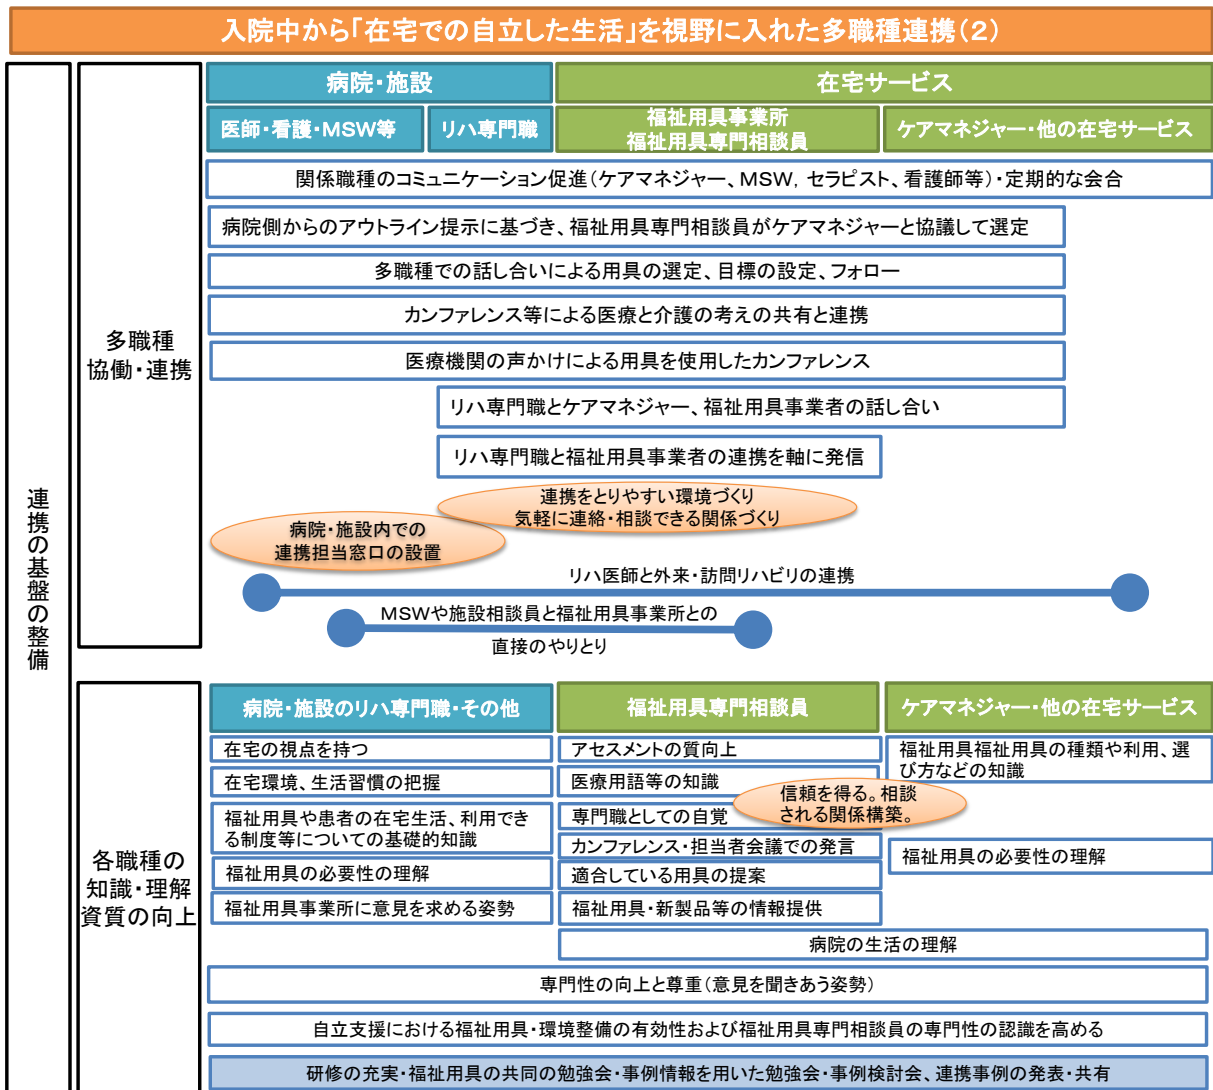 入院中から「在宅での自立した生活」を視野に入れた多職種連携(2)
連携の基盤の整備
多職種
協働・連携
病院・施設
在宅サービス
医師・看護・MSW等
リハ専門職
福祉用具事業所
福祉用具専門相談員
ケアマネジャー・他の在宅サービス
関係職種のコミュニケーション促進(ケアマネジャー、MSW, セラピスト、看護師等)・定期的な会合
病院側からのアウトライン提示に基づき、福祉用具専門相談員がケアマネジャーと協議して選定
多職種での話し合いによる用具の選定、目標の設定、フォロー
カンファレンス等による医療と介護の考えの共有と連携
医療機関の声かけによる用具を使用したカンファレンス
リハ専門職とケアマネジャー、福祉用具事業者の話し合い
リハ専門職と福祉用具事業者の連携を軸に発信
連携をとりやすい環境づくり
気軽に連絡・相談できる関係づくり
病院・施設内での
連携担当窓口の設置
リハ医師と外来・訪問リハビリの連携
MSWや施設相談員と福祉用具事業所との
直接のやりとり
各職種の
知識・理解
資質の向上
病院・施設のリハ専門職・その他
福祉用具専門相談員
ケアマネジャー・他の在宅サービス
在宅の視点を持つ
在宅環境、生活習慣の把握
福祉用具や患者の在宅生活、利用でき
る制度等についての基礎的知識
福祉用具の必要性の理解
福祉用具事業所に意見を求める姿勢
アセスメントの質向上
医療用語等の知識
専門職としての自覚
カンファレンス・担当者会議での発言
適合している用具の提案
福祉用具・新製品等の情報提供
信頼を得る。相談
される関係構築。
福祉用具福祉用具の種類や利用、選
び方などの知識
福祉用具の必要性の理解
病院の生活の理解
専門性の向上と尊重(意見を聞きあう姿勢)
自立支援における福祉用具・環境整備の有効性および福祉用具専門相談員の専門性の認識を高める
研修の充実・福祉用具の共同の勉強会・事例情報を用いた勉強会・事例検討会、連携事例の発表・共有